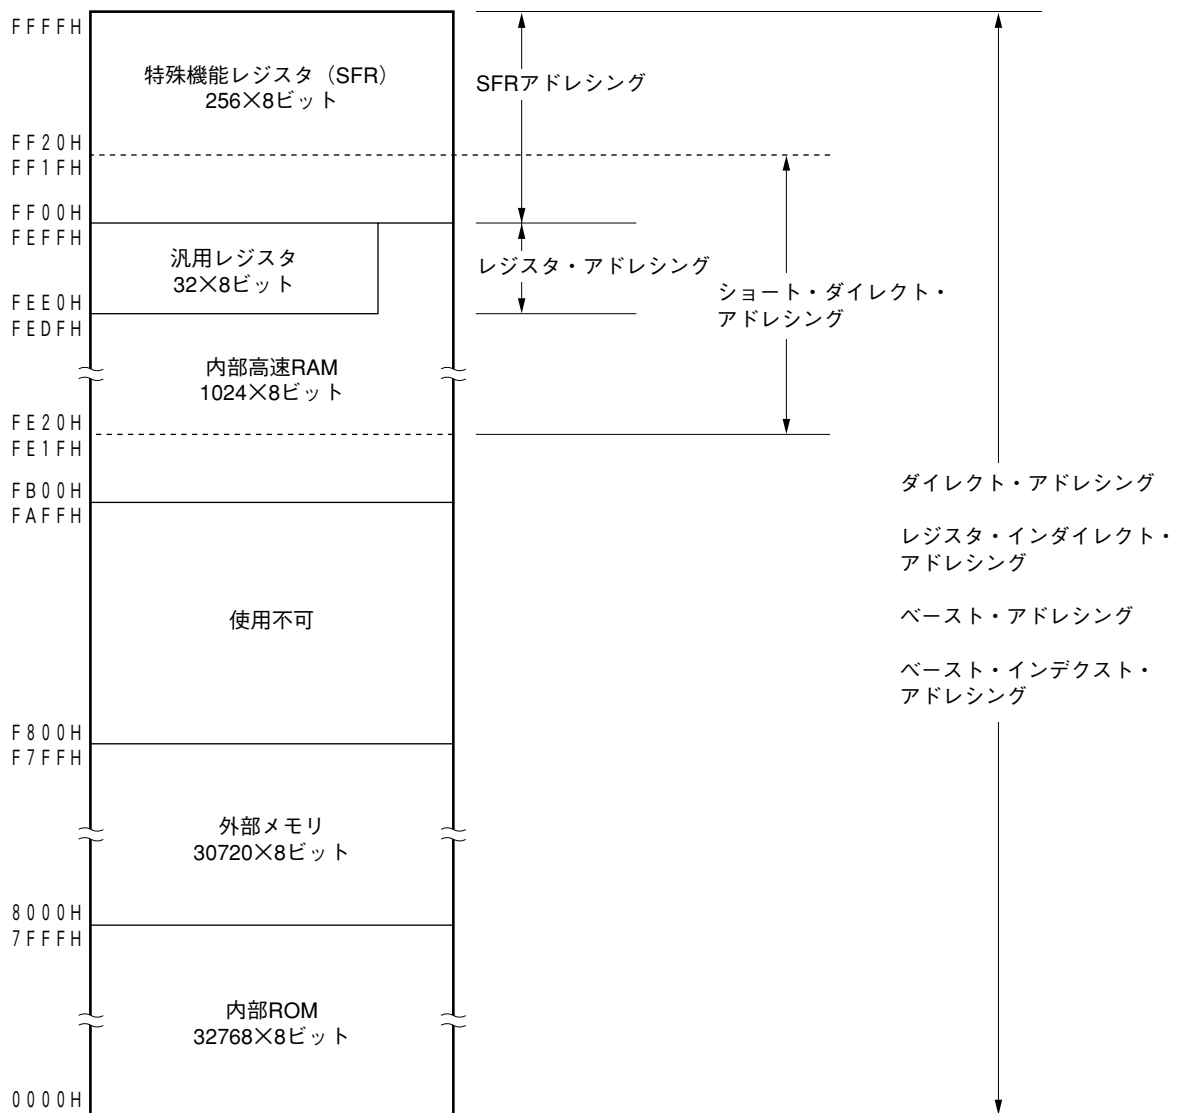 FFFFH
特殊機能レジスタ（SFR）
256×8ビット
SFRアドレシング
FF20H
FF1FH
FF00H
FEFFH
汎用レジスタ
32×8ビット
レジスタ・アドレシング
ショート・ダイレクト・
アドレシング
FEE0H
FEDFH
内部高速RAM
1024×8ビット
FE20H
FE1FH
FB00H
FAFFH
ダイレクト・アドレシング
レジスタ・インダイレクト・
アドレシング
ベースト・アドレシング
ベースト・インデクスト・
アドレシング
使用不可
F800H
F7FFH
外部メモリ
30720×8ビット
8000H
7FFFH
内部ROM
32768×8ビット
0000H